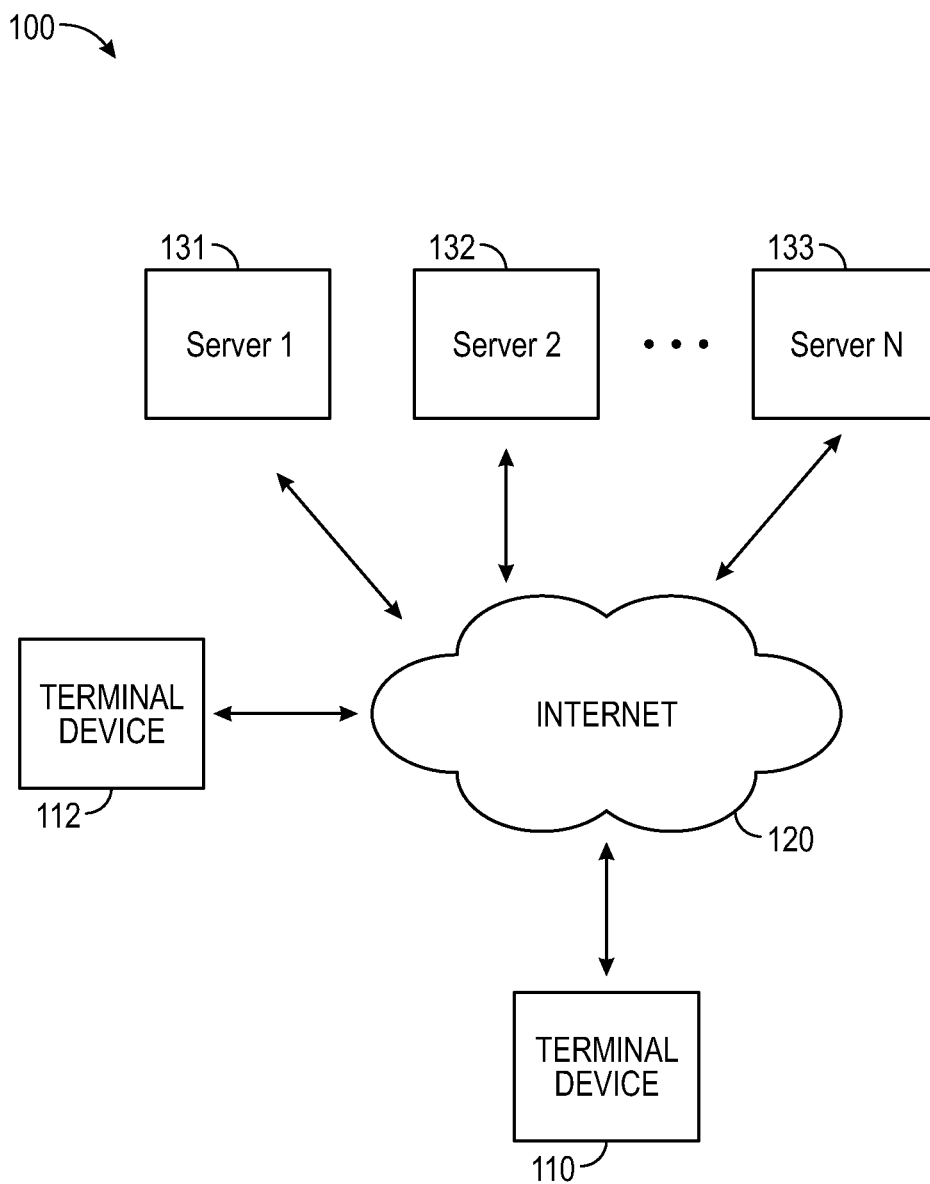 100
131
132
133
Server 1
Server 2
• • •
Server N
TERMINAL
DEVICE
112
INTERNET
120
TERMINAL
DEVICE
110